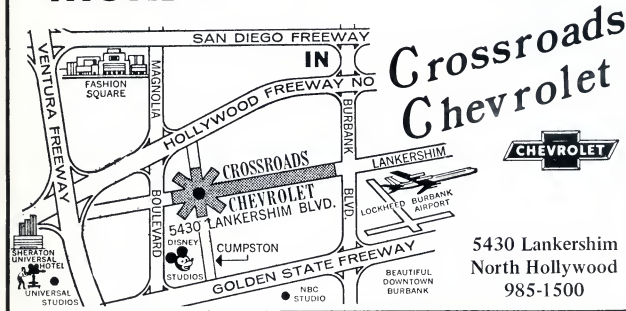 SAN DIEGO FREEWAY
IN
HOLLYWOOD FREEWAY NO
VENTURA FREEWAY
FASHION
SQUARE
MAGNOLIA
BOULEVARD
BURBANK
BLVD.
CROSSROADS
CHEVROLET
5430 LANKERSHIM BLVD.
LANKERSHIM
LOCKHEED BURBANK
AIRPORT
DISNEY
STUDIOS
CUMPSTON
GOLDEN STATE FREEWAY
SHERATON
UNIVERSAL
HOTEL
UNIVERSAL
STUDIOS
NBC
STUDIO
BEAUTIFUL
DOWNTOWN
BURBANK
Crossroads
Chevrolet
CHEVROLET
5430 Lankershim
North Hollywood
985-1500